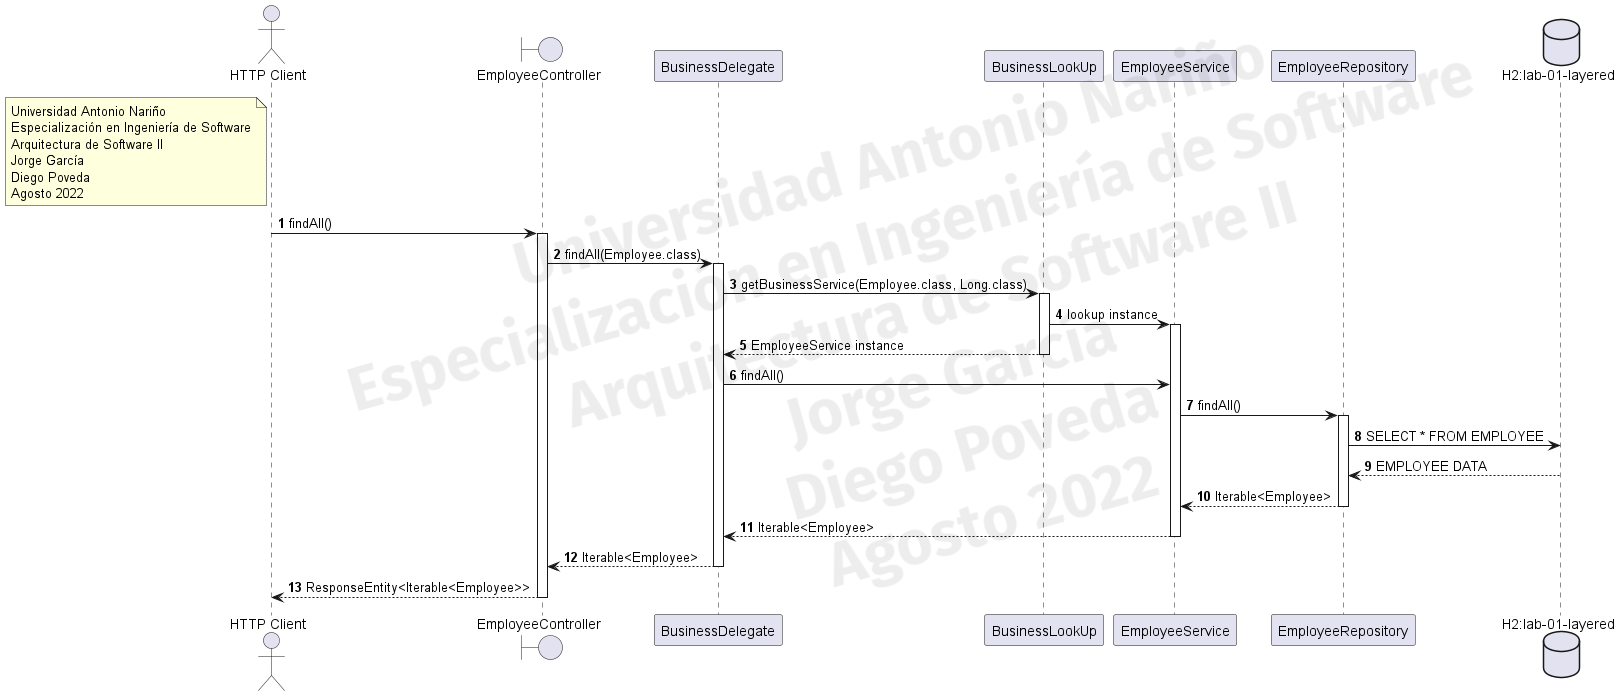 HTTP Client
EmployeeController
BusinessDelegate
BusinessLookUp
EmployeeService
EmployeeRepository
H2:lab-01-layered
Universidad Antonio Nariño
Especialización en Ingeniería de Software
Arquitectura de Software II
Jorge García
Diego Poveda
Agosto 2022
1 findAll()
2 findAll(Employee.class)
3 getBusinessService(Employee.class, Long.class)
4 lookup instance
5 EmployeeService instance
6 findAll()
7 findAll()
8 SELECT * FROM EMPLOYEE
9 EMPLOYEE DATA
10 Iterable<Employee>
11 Iterable<Employee>
12 Iterable<Employee>
13 ResponseEntity<Iterable<Employee>>
HTTP Client
EmployeeController
BusinessDelegate
BusinessLookUp
EmployeeService
EmployeeRepository
H2:lab-01-layered
Universidad Antonio Nariño
Especialización en Ingeniería de Software
Arquitectura de Software II
Jorge García
Diego Poveda
Agosto 2022